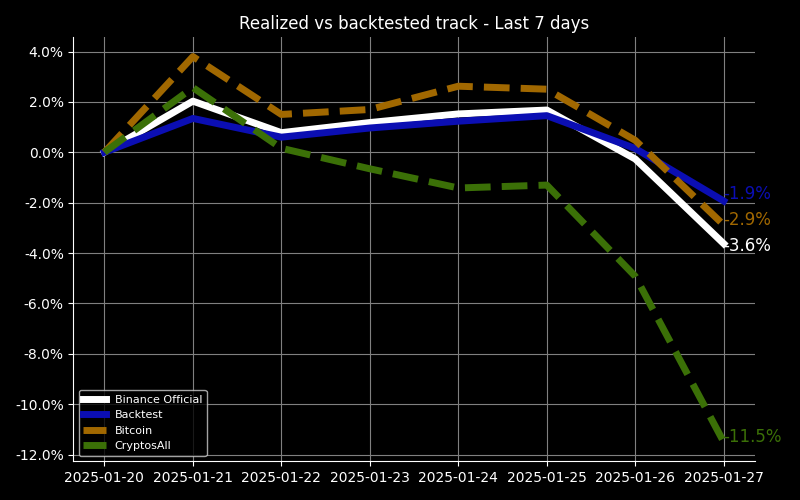 Realized vs backtested track - Last 7 days
4.0%
2.0%
0.0%
-2.0%
-4.0%
-6.0%
-8.0%
-10.0%
-12.0%
-1.9%
-2.9%
-3.6%
-11.5%
Binance Official
Backtest
Bitcoin
CryptosAll
2025-01-20 2025-01-21 2025-01-22 2025-01-23 2025-01-24 2025-01-25 2025-01-26 2025-01-27